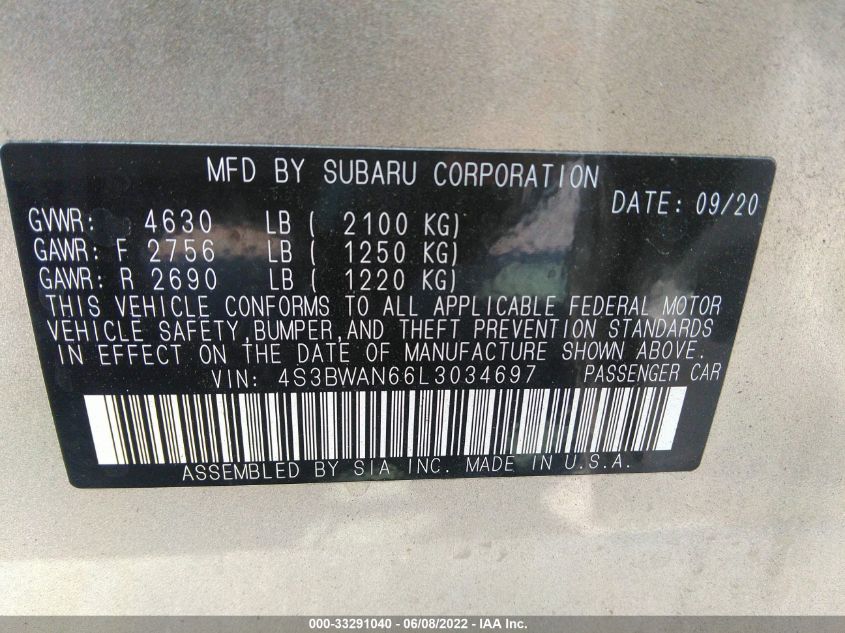 MFD BY SUBARU CORPORATION
DATE: 09/20
GVWR: 4630 LB ( 2100 KG)
GAWR: F 2756 LB ( 1250 KG)
GAWR: R 2690 LB ( 1220 KG)
THIS VEHICLE CONFORMS TO ALL APPLICABLE FEDERAL MOTOR
VEHICLE SAFETY,BUMPER,AND THEFT PREVENTION STANDARDS
IN EFFECT ON THE DATE OF MANUFACTURE SHOWN ABOVE.
VIN: 4S3BWAN66L3034697 PASSENGER CAR
ASSEMBLED BY SIA INC. MADE IN U.S.A.
000-33291040 - 06/08/2022 - IAA Inc.